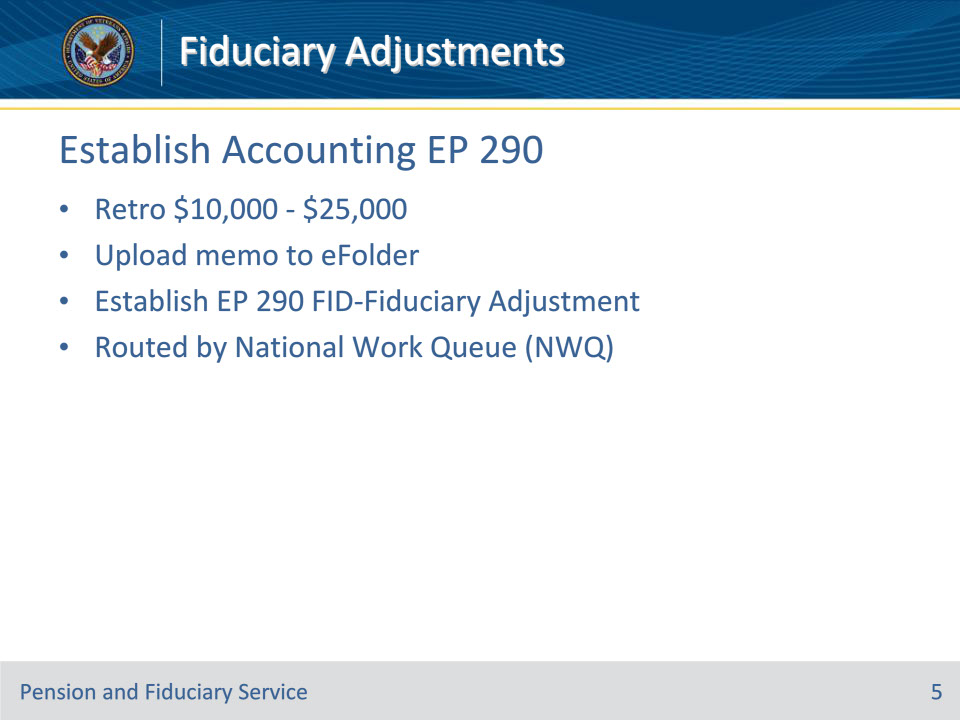 Fiduciary Adjustments
Establish Accounting EP 290
• Retro $10,000 - $25,000
• Upload memo to eFolder
• Establish EP 290 FID-Fiduciary Adjustment
• Routed by National Work Queue (NWQ)
Pension and Fiduciary Service
5